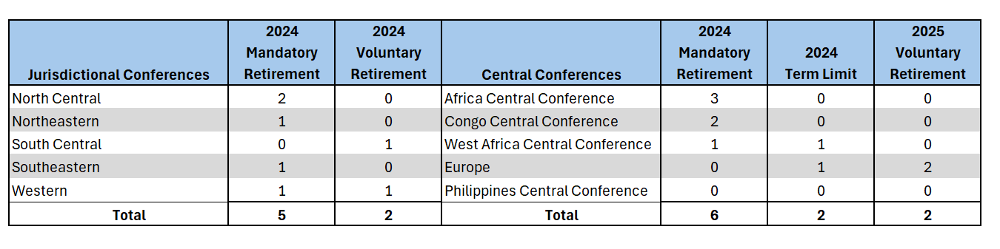 Jurisdictional Conferences 2024 Mandatory Retirement 2024 Voluntary Retirement Central Conferences 2024 Mandatory Retirement 2024 Term Limit 2025 Voluntary Retirement
North Central 2 0 Africa Central Conference 3 0 0
Northeastern 1 0 Congo Central Conference 2 0 0
South Central 0 1 West Africa Central Conference 1 1 0
Southeastern 1 0 Europe 0 1 2
Western 1 1 Philippines Central Conference 0 0 0
Total 5 2 Total 6 2 2